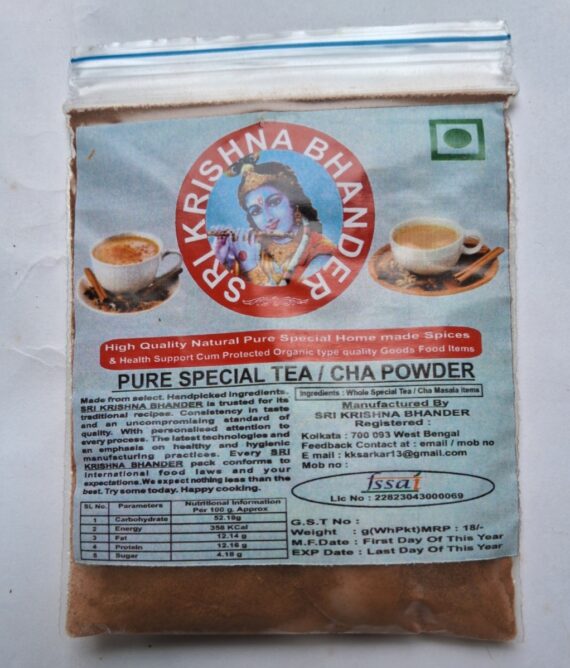 SRI KRISHNA BHANDER
High Quality Natural Pure Special Home made Spices
& Health Support Cum Protected Organic type quality Goods Food Items
PURE SPECIAL TEA / CHA POWDER
Made from select. Handpicked ingredients.
SRI KRISHNA BHANDER is trusted for its
traditional recipes. Consistency in taste
and an uncompromising standard of
quality. With personalised attention to
every process. The latest technologies and
an emphasis on healthy and hygienic
manufacturing practices. Every SRI
KRISHNA BHANDER pack conforms to
international food laws and your
expectations. We expect nothing less than the
best. Try some today. Happy cooking.
Sl. No. Parameters Nutritional Information
Per 100 g. Approx
1 Carbohydrate 52.19g
2 Energy 358 KCal
3 Fat 12.14 g
4 Protein 12.18 g
5 Sugar 4.18 g
Ingredients : Whole Special Tea / Cha Masala Items
Manufactured By
SRI KRISHNA BHANDER
Registered :
Kolkata : 700 093 West Bengal
Feedback Contact at : email / mob no
E mail : kksarkar13@gmail.com
Mob no :
fssai
Lic No : 22823043000069
G.S.T No :
Weight : g(WhPkt)MRP : 18/-
M.F.Date : First Day Of This Year
EXP Date : Last Day Of This Year